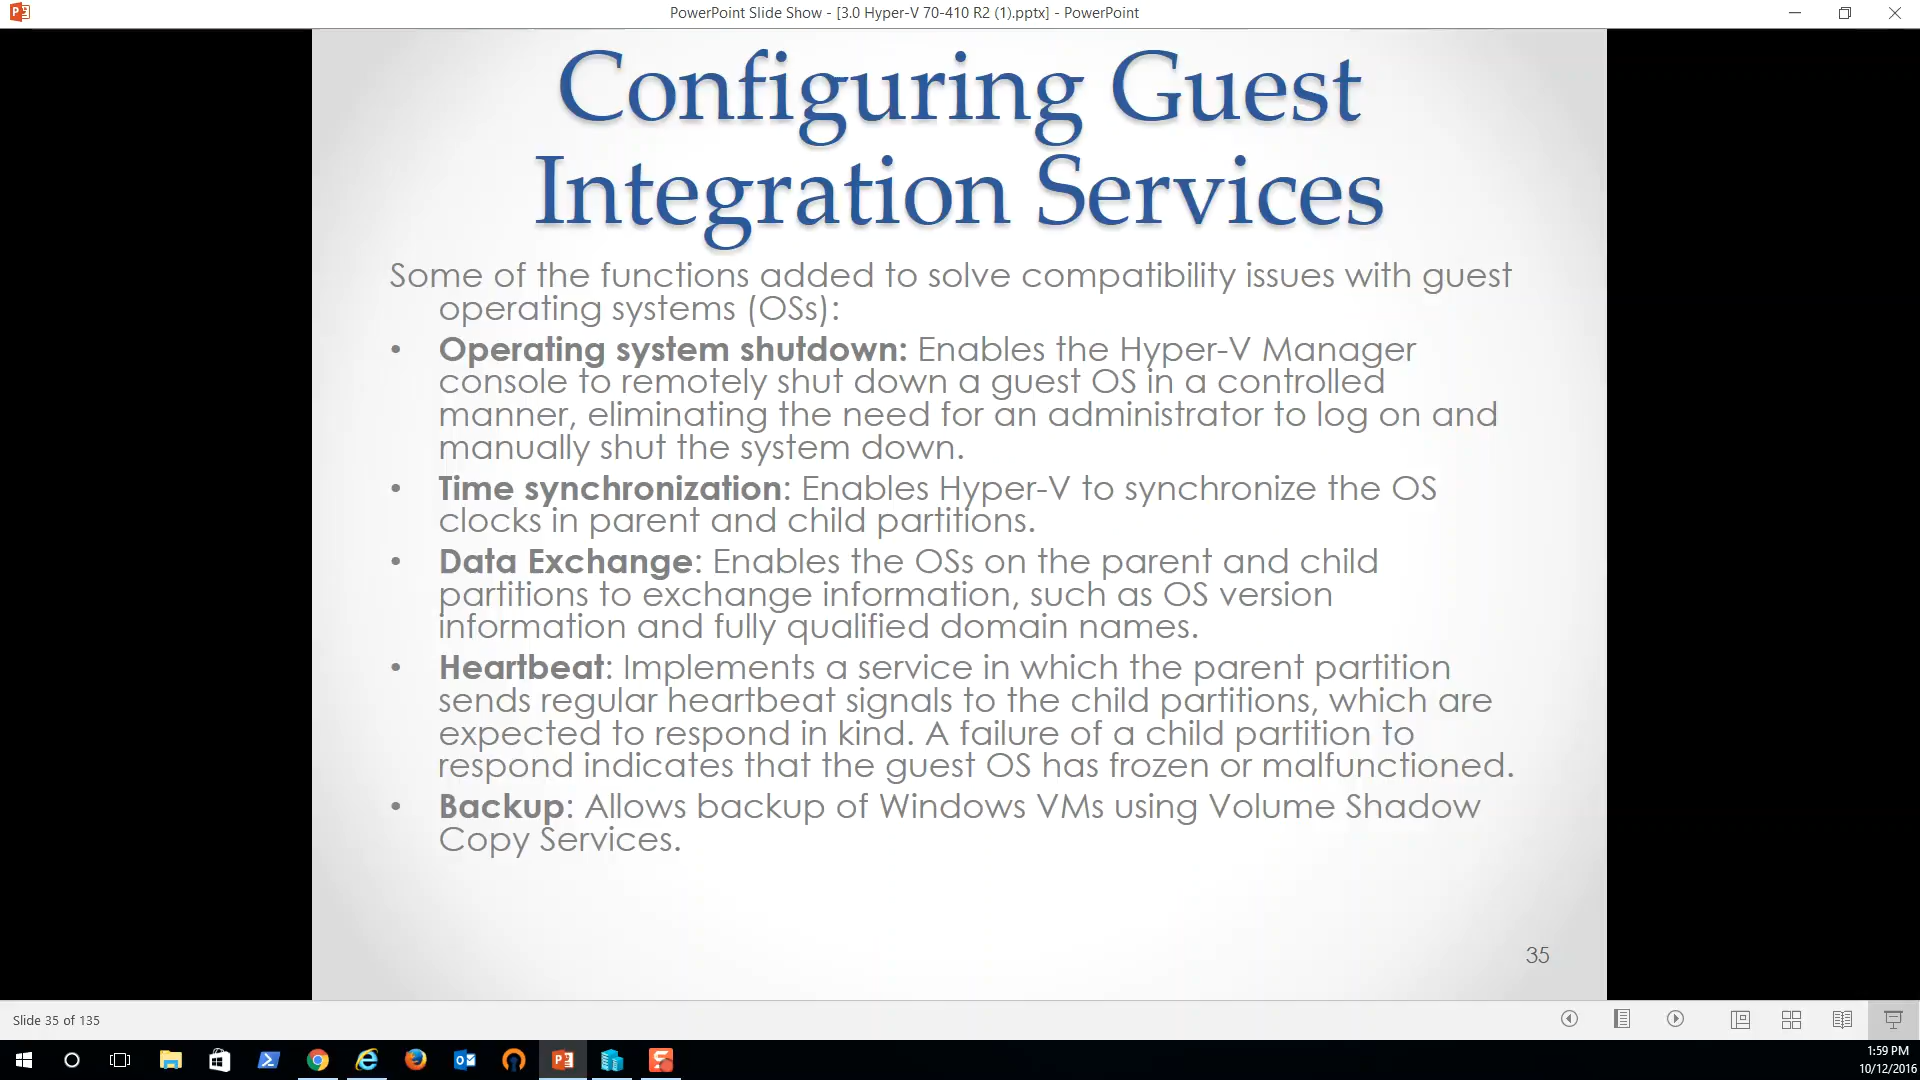 PowerPoint Slide Show - [3.0 Hyper-V 70-410 R2 (1).pptx] - PowerPoint
Configuring Guest
Integration Services
Some of the functions added to solve compatibility issues with guest
operating systems (OSs):
• Operating system shutdown: Enables the Hyper-V Manager
console to remotely shut down a guest OS in a controlled
manner, eliminating the need for an administrator to log on and
manually shut the system down.
• Time synchronization: Enables Hyper-V to synchronize the OS
clocks in parent and child partitions.
• Data Exchange: Enables the OSs on the parent and child
partitions to exchange information, such as OS version
information and fully qualified domain names.
• Heartbeat: Implements a service in which the parent partition
sends regular heartbeat signals to the child partitions, which are
expected to respond in kind. A failure of a child partition to
respond indicates that the guest OS has frozen or malfunctioned.
• Backup: Allows backup of Windows VMs using Volume Shadow
Copy Services.
35
Slide 35 of 135
1:59 PM
10/12/2016